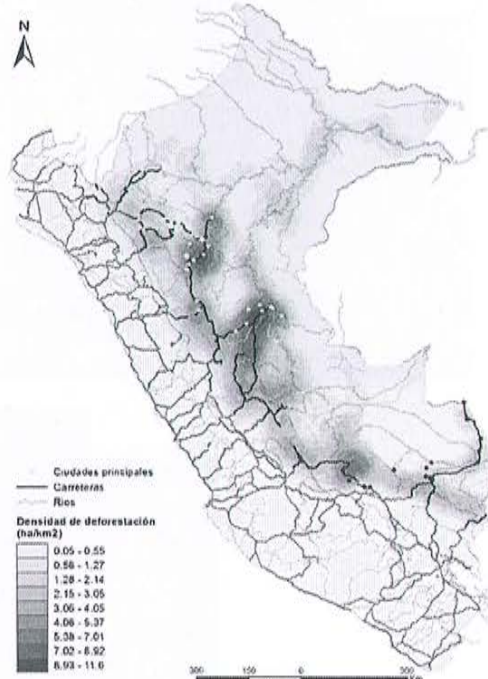 N
Ciudades principales
Carreteras
Rios
Densidad de deforestación
(ha/km2)
0.05 - 0.55
0.56 - 1.27
1.28 - 2.14
2.15 - 3.05
3.06 - 4.05
4.06 - 5.37
5.38 - 7.01
7.02 - 8.92
8.93 - 11.6
300 150 0 300
Km